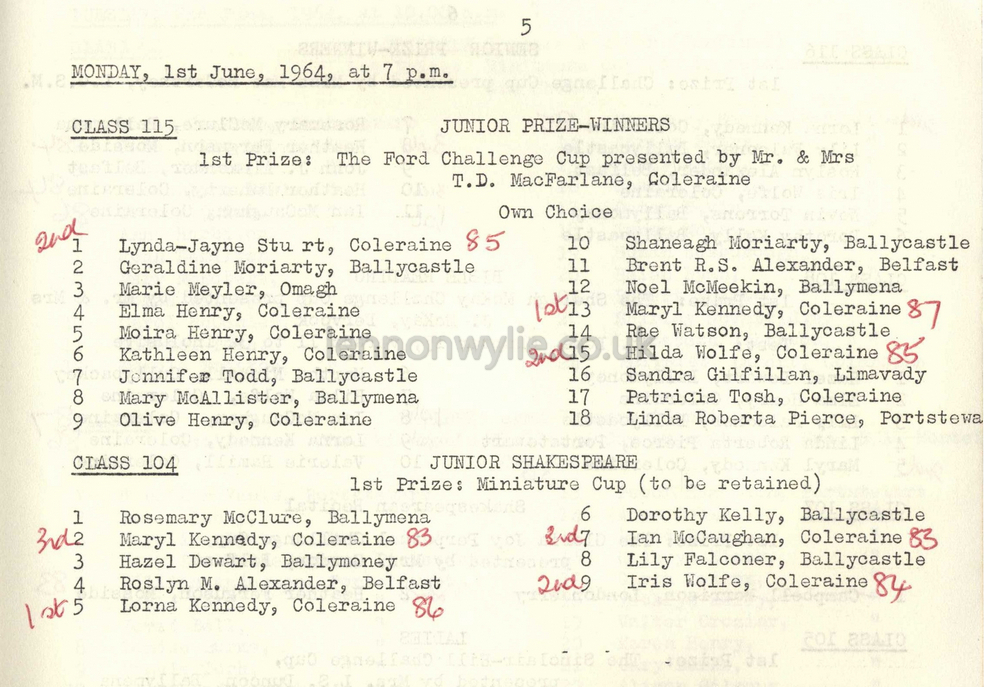 5
MONDAY, 1st June, 1964, at 7 p.m.
CLASS 115 JUNIOR PRIZE-WINNERS
1st Prize: The Ford Challenge Cup presented by Mr. & Mrs
T.D. MacFarlane, Coleraine
Own Choice
2nd 1 Lynda-Jayne Stu rt, Coleraine 85
2 Geraldine Moriarty, Ballycastle
3 Marie Meyler, Omagh
4 Elma Henry, Coleraine
5 Moira Henry, Coleraine
6 Kathleen Henry, Coleraine
7 Jennifer Todd, Ballycastle
8 Mary McAllister, Ballymena
9 Olive Henry, Coleraine
10 Shaneagh Moriarty, Ballycastle
11 Brent R.S. Alexander, Belfast
12 Noel McMeekin, Ballymena
1st 13 Maryl Kennedy, Coleraine 87
14 Rae Watson, Ballycastle
2nd 15 Hilda Wolfe, Coleraine 85
16 Sandra Gilfillan, Limavady
17 Patricia Tosh, Coleraine
18 Linda Roberta Pierce, Portstewa
lennonwylie.co.uk
CLASS 104 JUNIOR SHAKESPEARE
1st Prize: Miniature Cup (to be retained)
1 Rosemary McClure, Ballymena
3rd 2 Maryl Kennedy, Coleraine 83
3 Hazel Dewart, Ballymoney
4 Roslyn M. Alexander, Belfast
1st 5 Lorna Kennedy, Coleraine 86
6 Dorothy Kelly, Ballycastle
3rd 7 Ian McCaughan, Coleraine 83
8 Lily Falconer, Ballycastle
2nd 9 Iris Wolfe, Coleraine 84